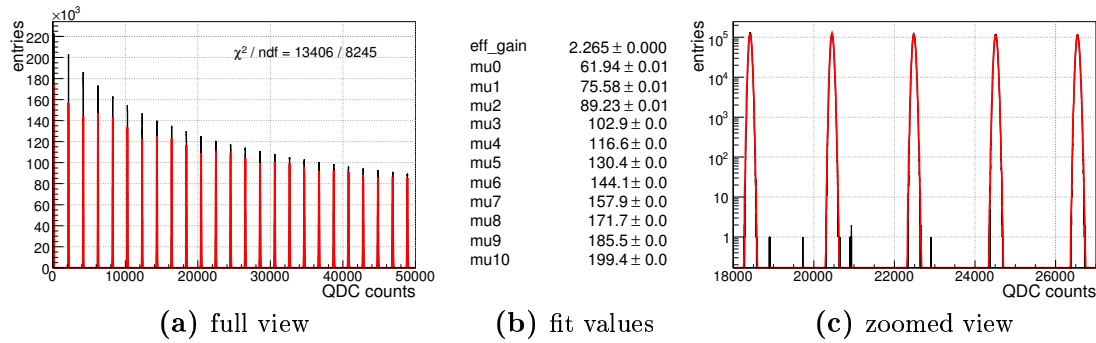 ×10³
entries
220
200
180
160
140
120
100
80
60
40
20
0
χ² / ndf = 13406 / 8245
0 10000 20000 30000 40000 50000
QDC counts
(a) full view
eff_gain 2.265 ± 0.000
mu0 61.94 ± 0.01
mu1 75.58 ± 0.01
mu2 89.23 ± 0.01
mu3 102.9 ± 0.0
mu4 116.6 ± 0.0
mu5 130.4 ± 0.0
mu6 144.1 ± 0.0
mu7 157.9 ± 0.0
mu8 171.7 ± 0.0
mu9 185.5 ± 0.0
mu10 199.4 ± 0.0
(b) fit values
entries
10⁵
10⁴
10³
10²
10
1
18000 20000 22000 24000 26000
QDC counts
(c) zoomed view